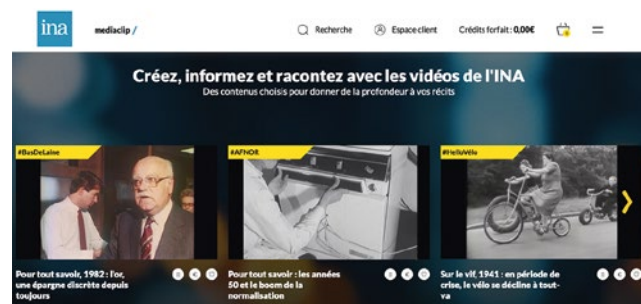 ina
mediaclip /
Recherche
Espace client
Crédits forfait : 0,00€
Créez, informez et racontez avec les vidéos de l'INA
Des contenus choisis pour donner de la profondeur à vos récits
#BasDeLaine
#AFNOR
#HelloVélo
Pour tout savoir, 1982 : l'or,
une épargne discrète depuis
toujours
Pour tout savoir : les années
50 et le boom de la
normalisation
Sur le vif, 1941 : en période de
crise, le vélo se décline à tout-
va